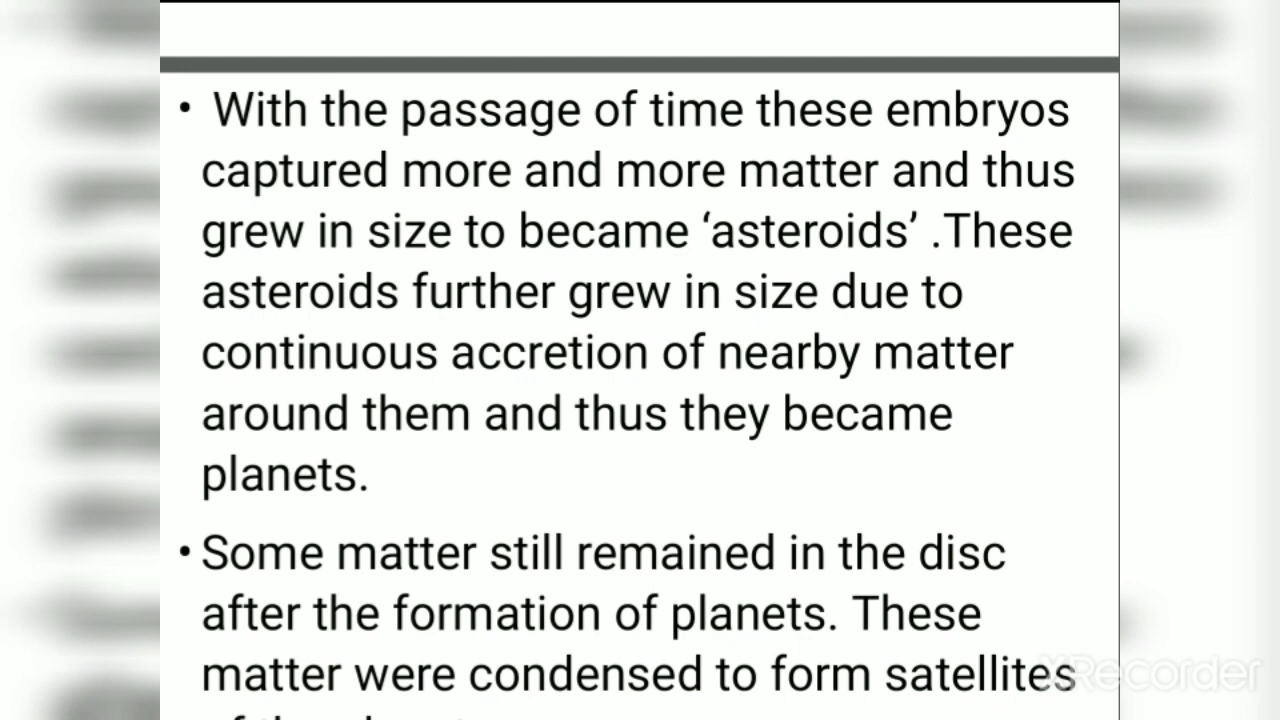 • With the passage of time these embryos
captured more and more matter and thus
grew in size to became ‘asteroids’ .These
asteroids further grew in size due to
continuous accretion of nearby matter
around them and thus they became
planets.
• Some matter still remained in the disc
after the formation of planets. These
matter were condensed to form satellites
XRecorder